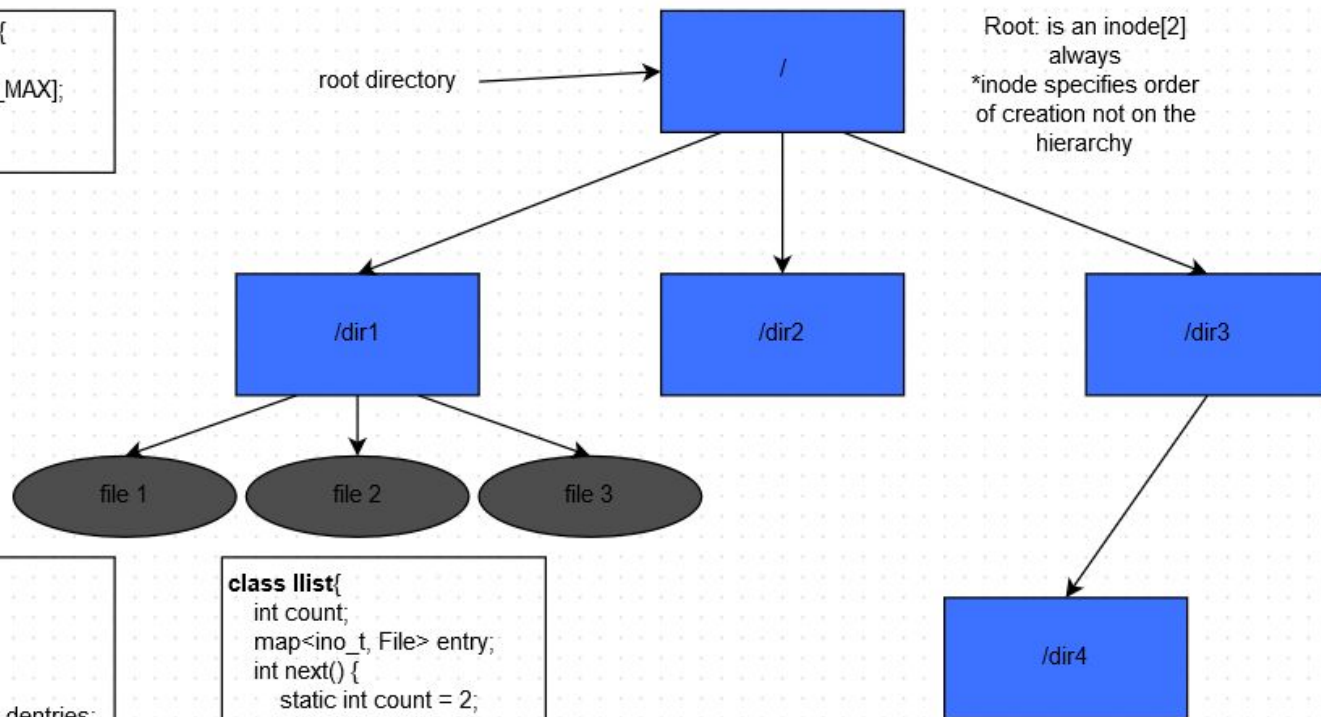 {
_MAX];
root directory
/
Root: is an inode[2]
always
*inode specifies order
of creation not on the
hierarchy
/dir1
/dir2
/dir3
file 1
file 2
file 3
dentries;
class llist{
int count;
map<ino_t, File> entry;
int next() {
static int count = 2;
/dir4